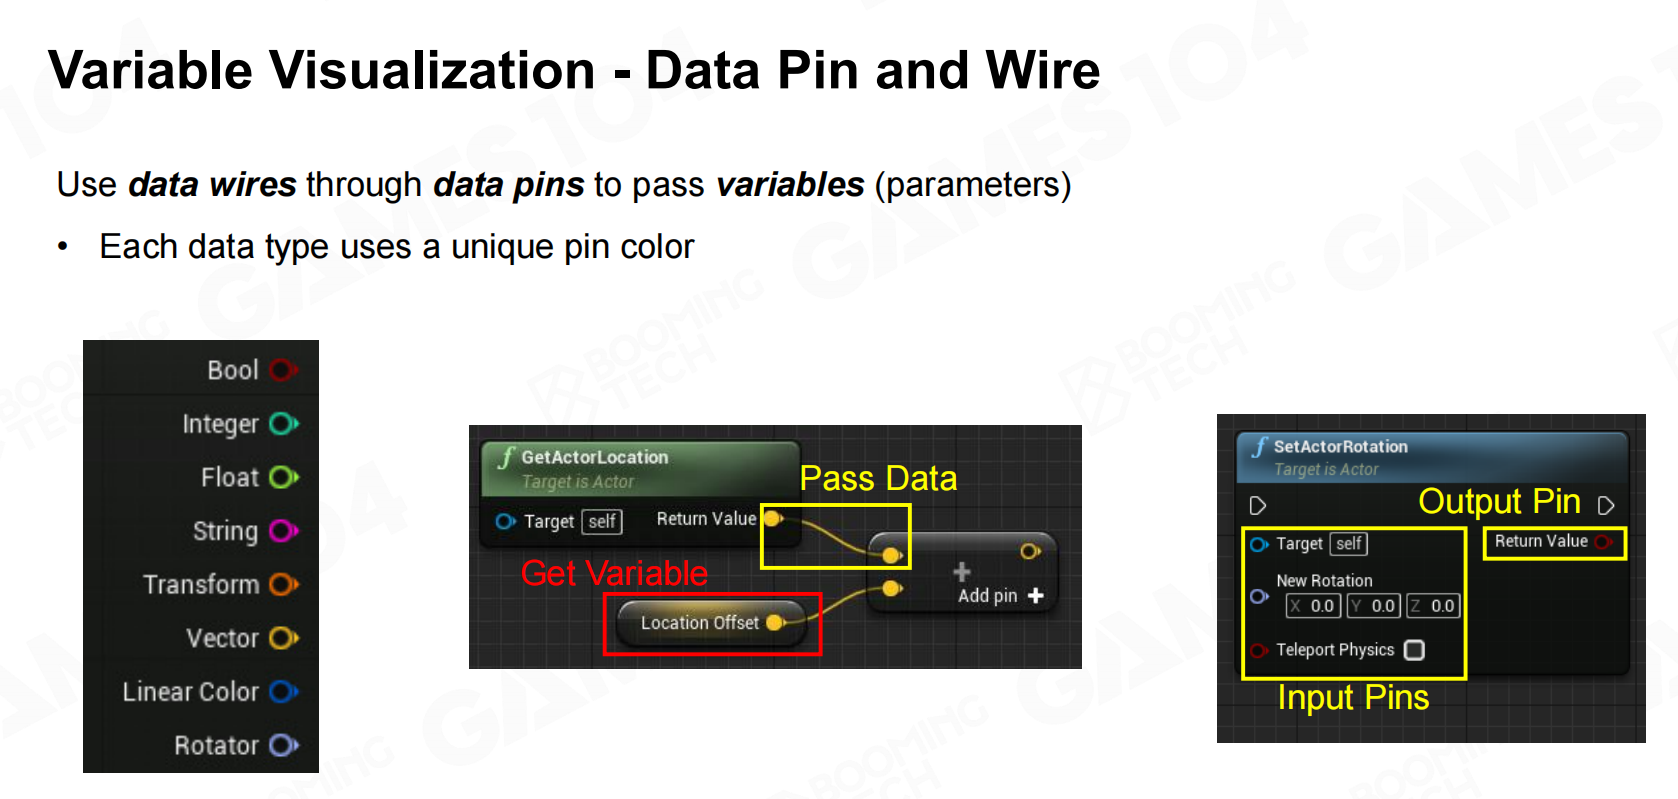 Variable Visualization - Data Pin and Wire
Use data wires through data pins to pass variables (parameters)
• Each data type uses a unique pin color
Bool
Integer
Float
String
Transform
Vector
Linear Color
Rotator
f GetActorLocation
Target is Actor
Target self Return Value
Pass Data
Get Variable
Location Offset
Add pin +
f SetActorRotation
Target is Actor
Output Pin
Target self
Return Value
New Rotation
X 0.0 Y 0.0 Z 0.0
Teleport Physics
Input Pins
GAMES104
BOOMING TECH